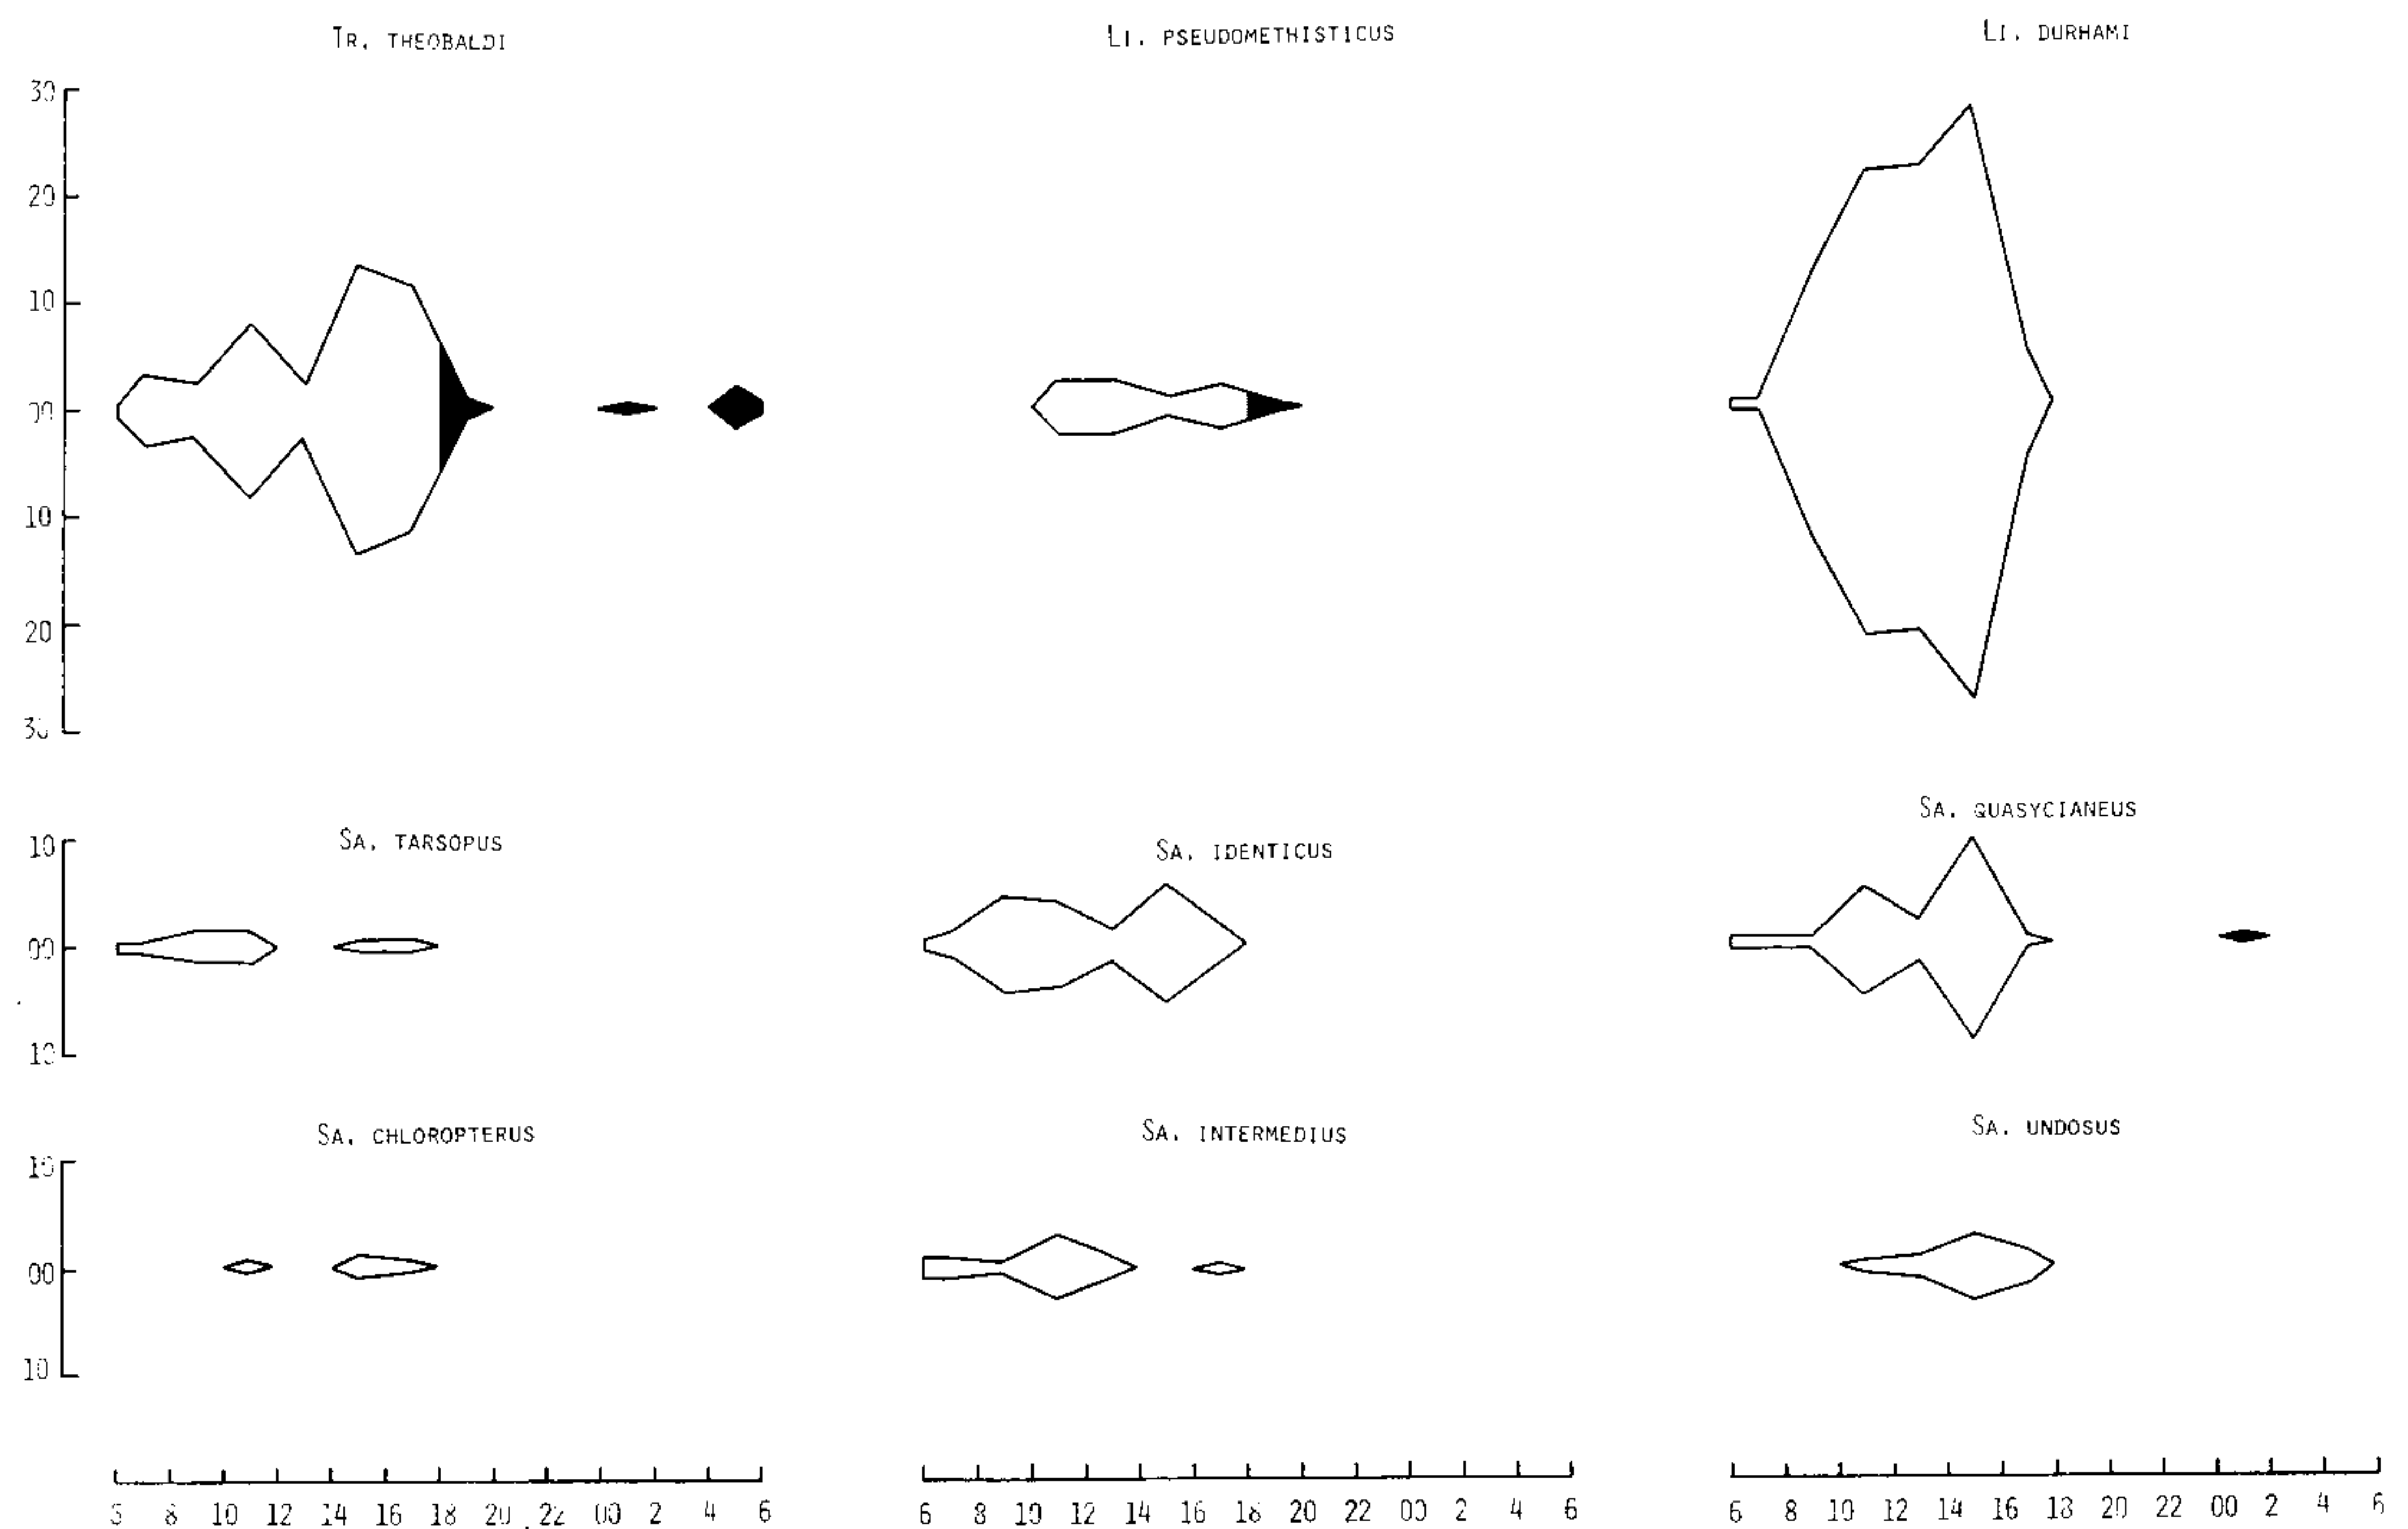 TR. THEOBALDI
LI. PSEUDOMETHISTICUS
LI. DURHAMI
30
20
10
00
10
20
30
SA. TARSOPUS
SA. IDENTICUS
SA. QUASYCIANEUS
10
00
10
SA. CHLOROPTERUS
SA. INTERMEDIUS
SA. UNDOSUS
10
00
10
6 8 10 12 14 16 18 20 22 00 2 4 6
6 8 10 12 14 16 18 20 22 00 2 4 6
6 8 10 12 14 16 18 20 22 00 2 4 6